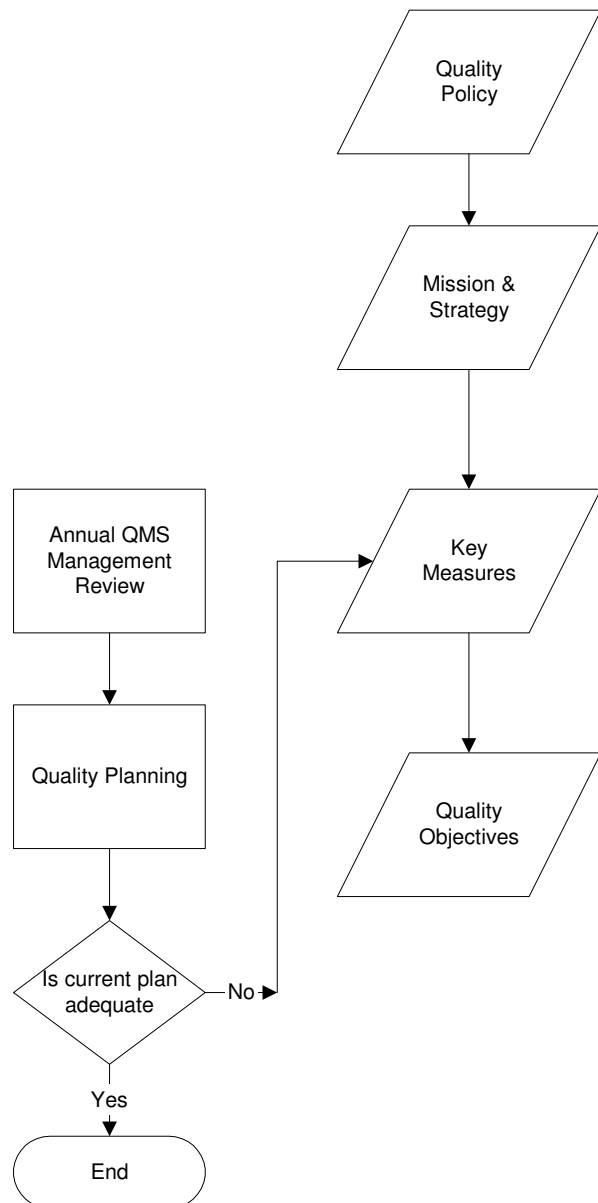 Quality
Policy
Mission &
Strategy
Annual QMS
Management
Review
Key
Measures
Quality Planning
Quality
Objectives
Is current plan
adequate
No
Yes
End